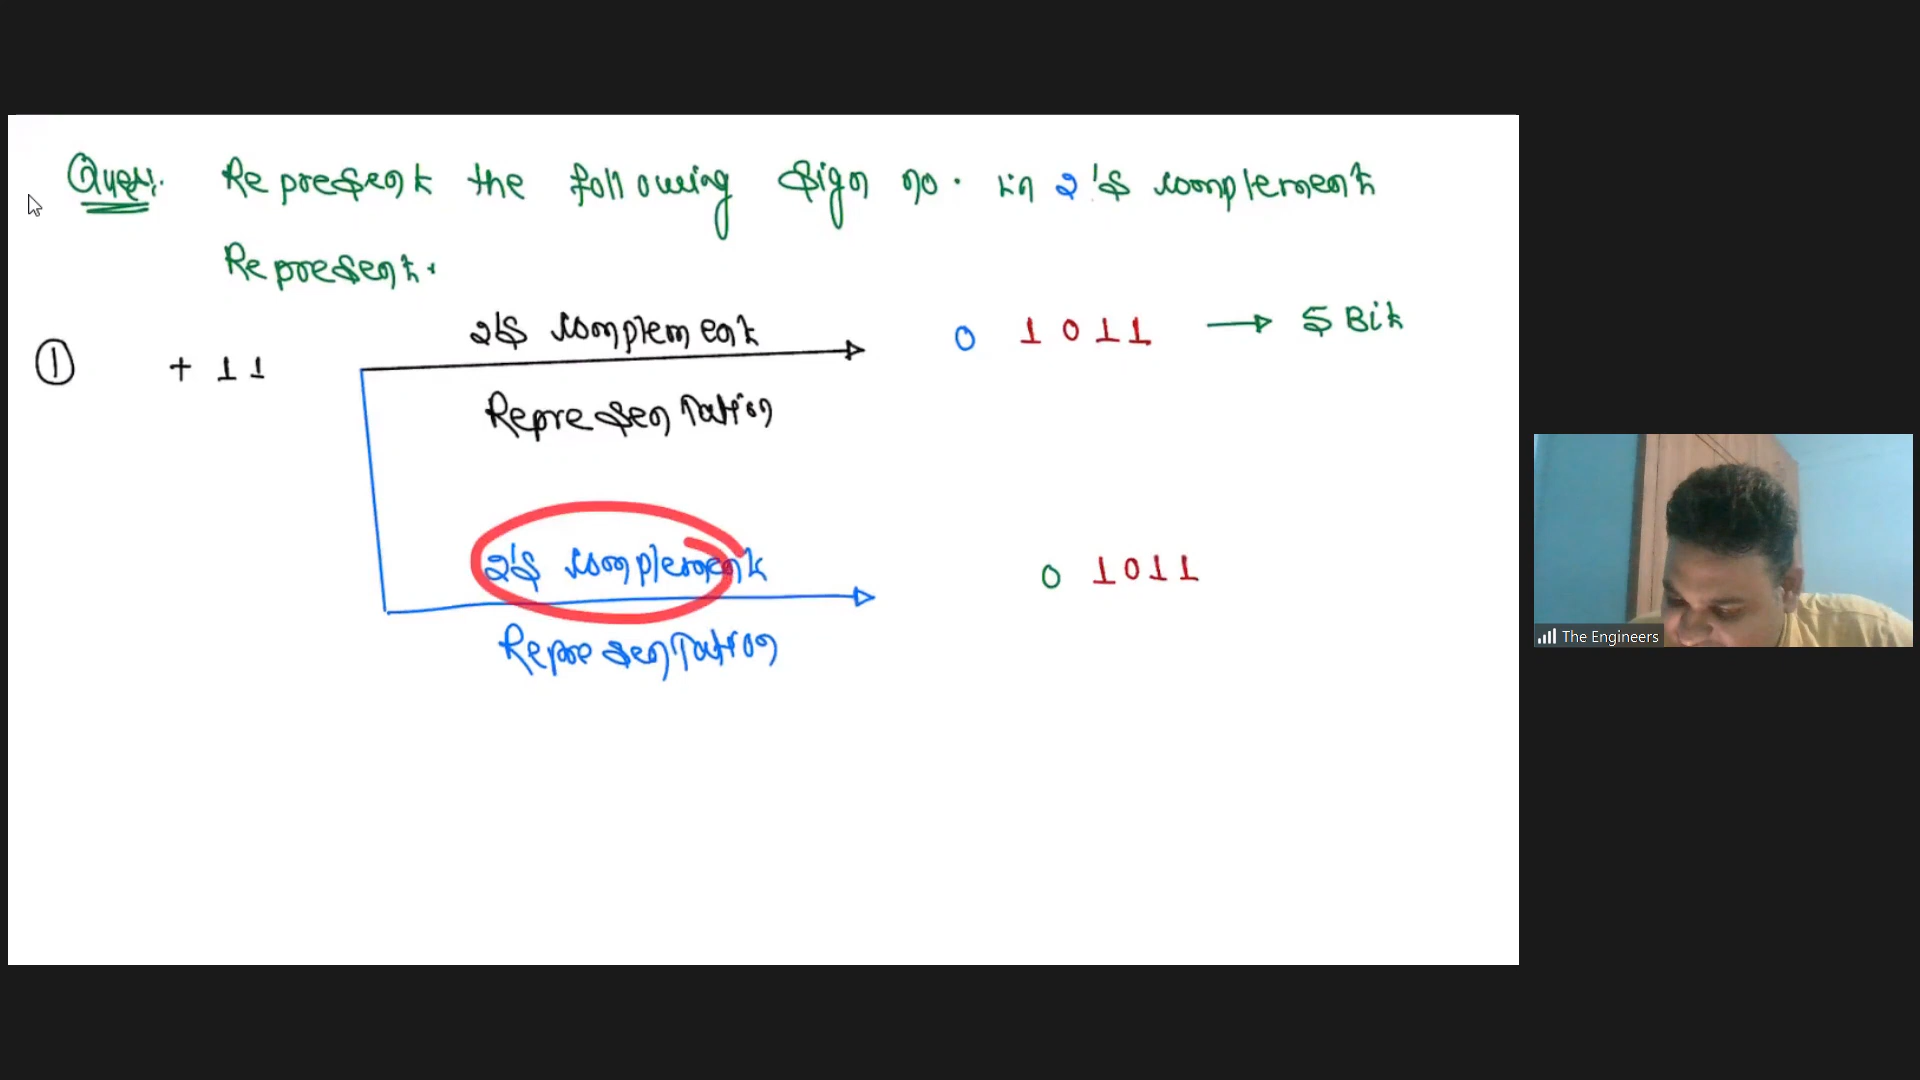 Ques:. Represent the following Sign no. in 2's complement
Represent.
2's complement
① + 11
0 1011 → 5 Bit
Representation
2's complement
0 1011
Representation
The Engineers